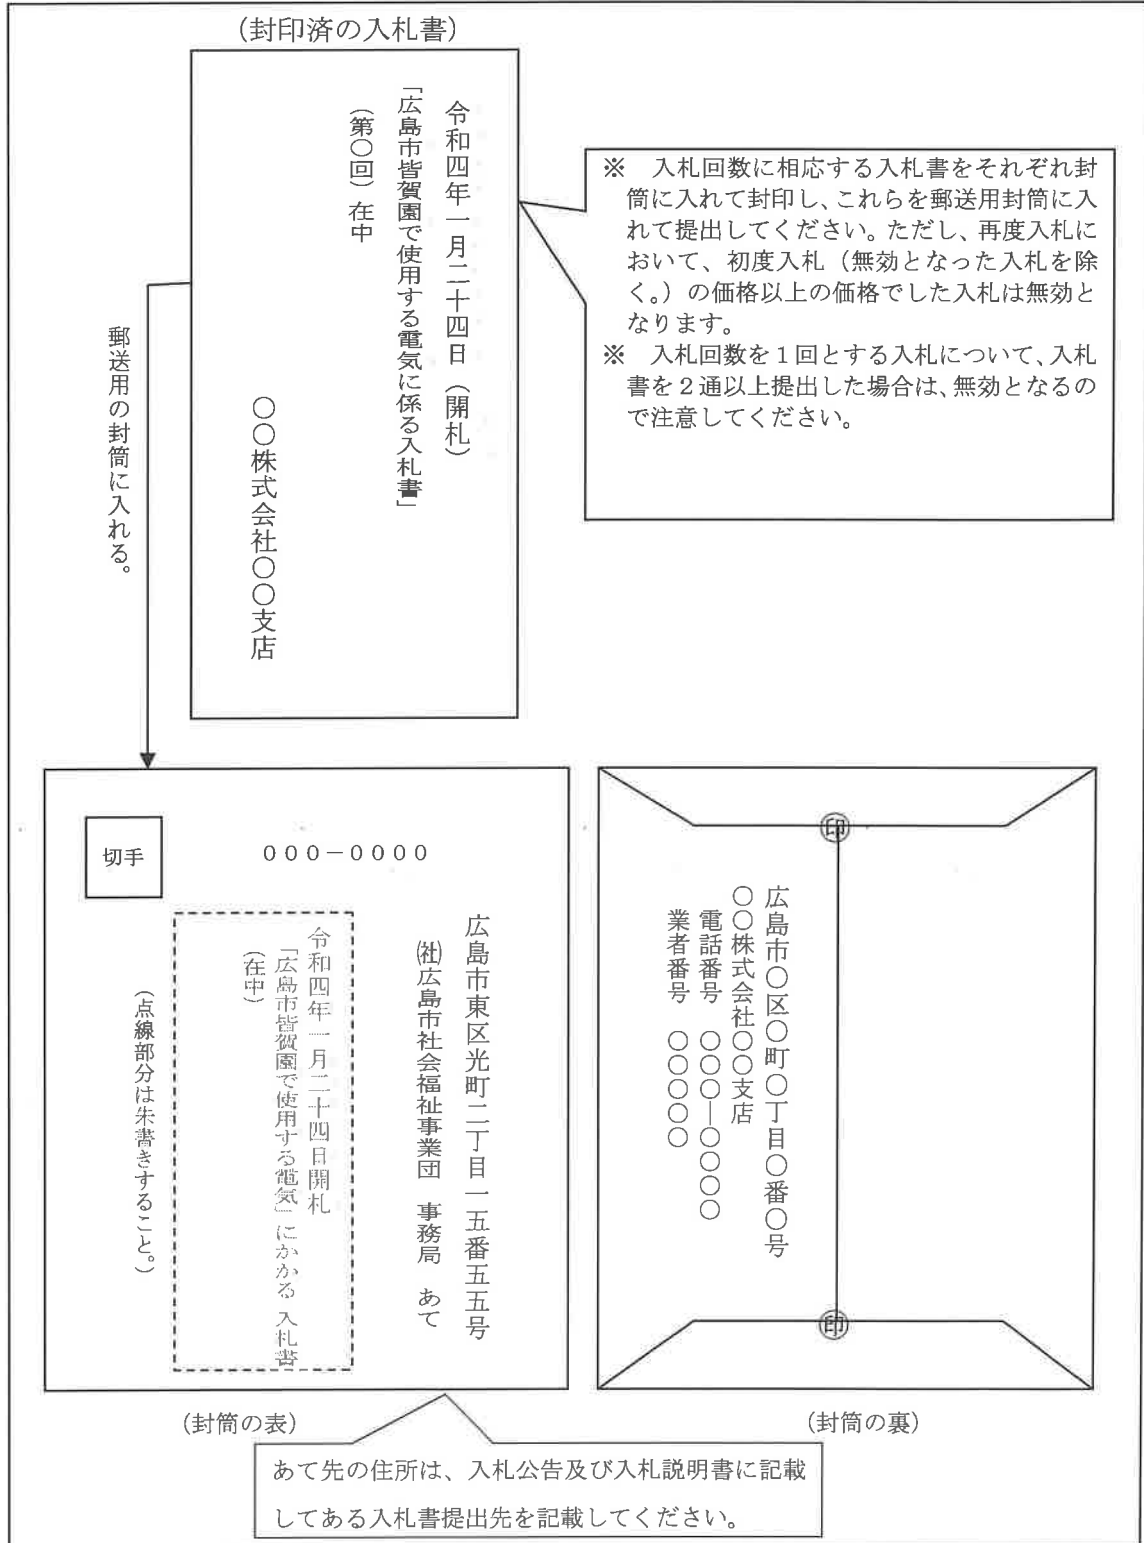 (封印済の入札書)
令和四年一月二十四日（開札）
「広島市皆賀園で使用する電気に係る入札書」
（第〇回）在中
〇〇株式会社〇〇支店
※　入札回数に相応する入札書をそれぞれ封
筒に入れて封印し、これらを郵送用封筒に入
れて提出してください。ただし、再度入札に
おいて、初度入札（無効となった入札を除
く。）の価格以上の価格でした入札は無効と
なります。
※　入札回数を１回とする入札について、入札
書を２通以上提出した場合は、無効となるの
で注意してください。
郵送用の封筒に入れる。
切手
０００－００００
広島市東区光町二丁目一五番五五号
㈳広島市社会福祉事業団　事務局　あて
令和四年一月二十四日開札
「広島市皆賀園で使用する電気」にかかる 入札書
（在中）
（点線部分は朱書きすること。）
(封筒の表)
印
広島市〇区〇町〇丁目〇番〇号
〇〇株式会社〇〇支店
電話番号　〇〇〇―〇〇〇〇
業者番号　〇〇〇〇〇
印
(封筒の裏)
あて先の住所は、入札公告及び入札説明書に記載
してある入札書提出先を記載してください。